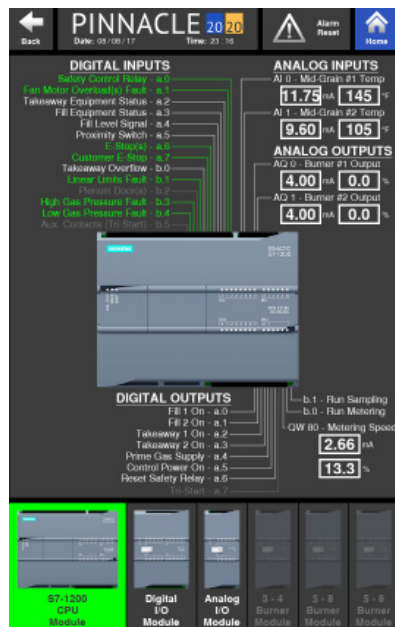 Back
PINNACLE 20 20
Date: 08/08/17 Time: 23:16
Alarm Reset
Home
DIGITAL INPUTS
Safety Control Relay - a.0
Fan Motor Overload(s) Fault - a.1
Takeaway Equipment Status - a.2
Fill Equipment Status - a.3
Fill Level Signal - a.4
Proximity Switch - a.5
E-Stop(s) - a.6
Customer E-Stop - a.7
Takeaway Overflow - b.0
Linear Limits Fault - b.1
Plenum Door(s) - b.2
High Gas Pressure Fault - b.3
Low Gas Pressure Fault - b.4
Aux. Contacts (Tri-Start) - b.5
ANALOG INPUTS
AI 0 - Mid-Grain #1 Temp
11.75 mA 145 °F
AI 1 - Mid-Grain #2 Temp
9.60 mA 105 °F
ANALOG OUTPUTS
AQ 0 - Burner #1 Output
4.00 mA 0.0 %
AQ 1 - Burner #2 Output
4.00 mA 0.0 %
SIEMENS
SIMATIC
S7-1200
DIGITAL OUTPUTS
Fill 1 On - a.0
Fill 2 On - a.1
Takeaway 1 On - a.2
Takeaway 2 On - a.3
Prime Gas Supply - a.4
Control Power On - a.5
Reset Safety Relay - a.6
Tri-Start - a.7
b.1 - Run Sampling
b.0 - Run Metering
QW 80 - Metering Speed
2.66 mA
13.3 %
S7-1200 CPU Module
Digital I/O Module
Analog I/O Module
3 - 4 Burner Module
5 - 8 Burner Module
5 - 8 Burner Module